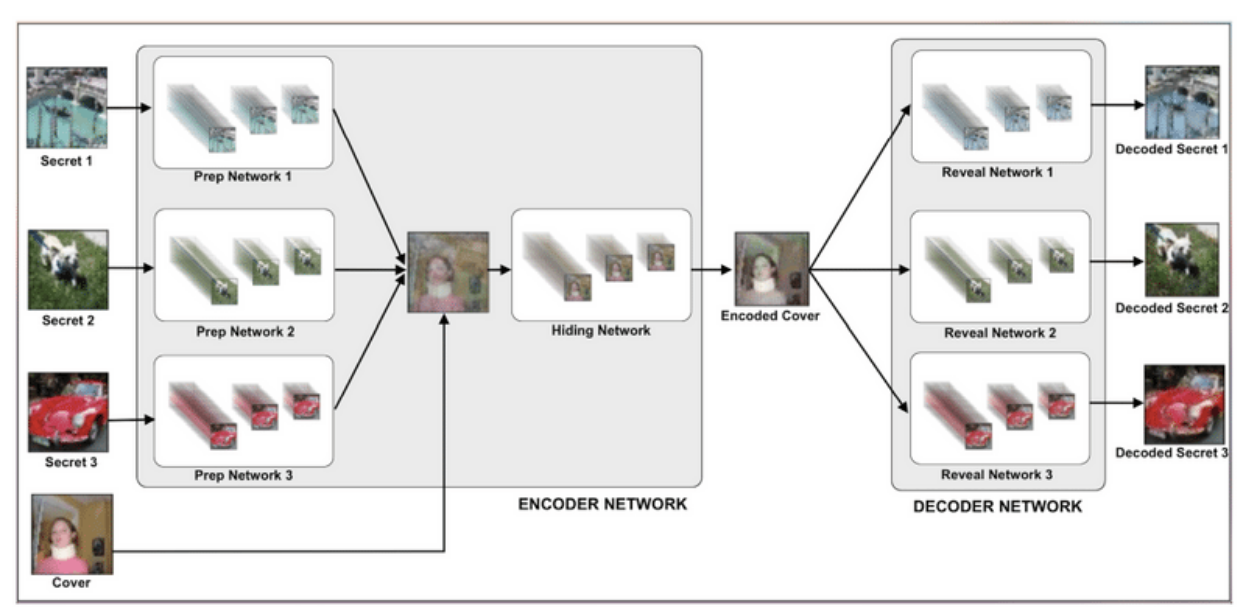 Secret 1
Prep Network 1
Secret 2
Prep Network 2
Secret 3
Prep Network 3
Cover
Hiding Network
ENCODER NETWORK
Encoded Cover
Reveal Network 1
Reveal Network 2
Reveal Network 3
DECODER NETWORK
Decoded Secret 1
Decoded Secret 2
Decoded Secret 3